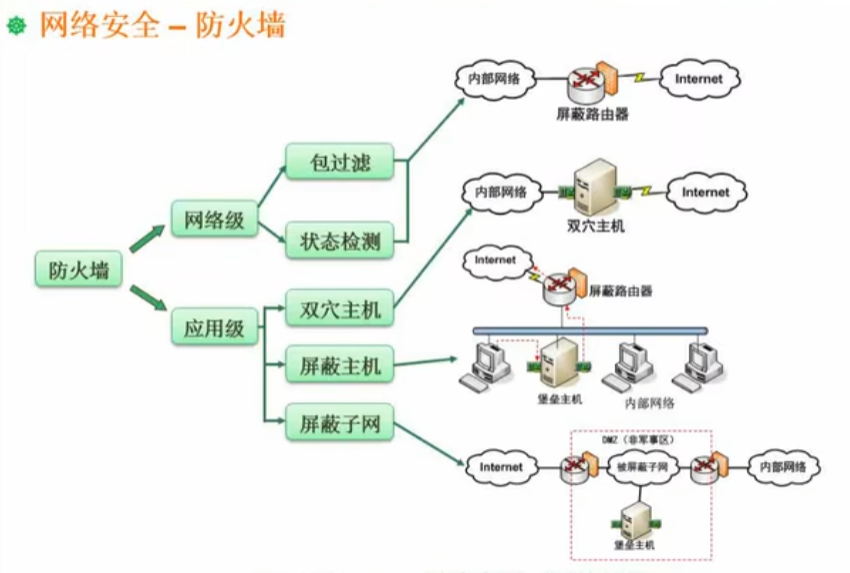 网络安全 – 防火墙
防火墙
网络级
应用级
包过滤
状态检测
双穴主机
屏蔽主机
屏蔽子网
内部网络
Internet
屏蔽路由器
内部网络
Internet
双穴主机
Internet
屏蔽路由器
堡垒主机
内部网络
DMZ（非军事区）
Internet
被屏蔽子网
内部网络
堡垒主机